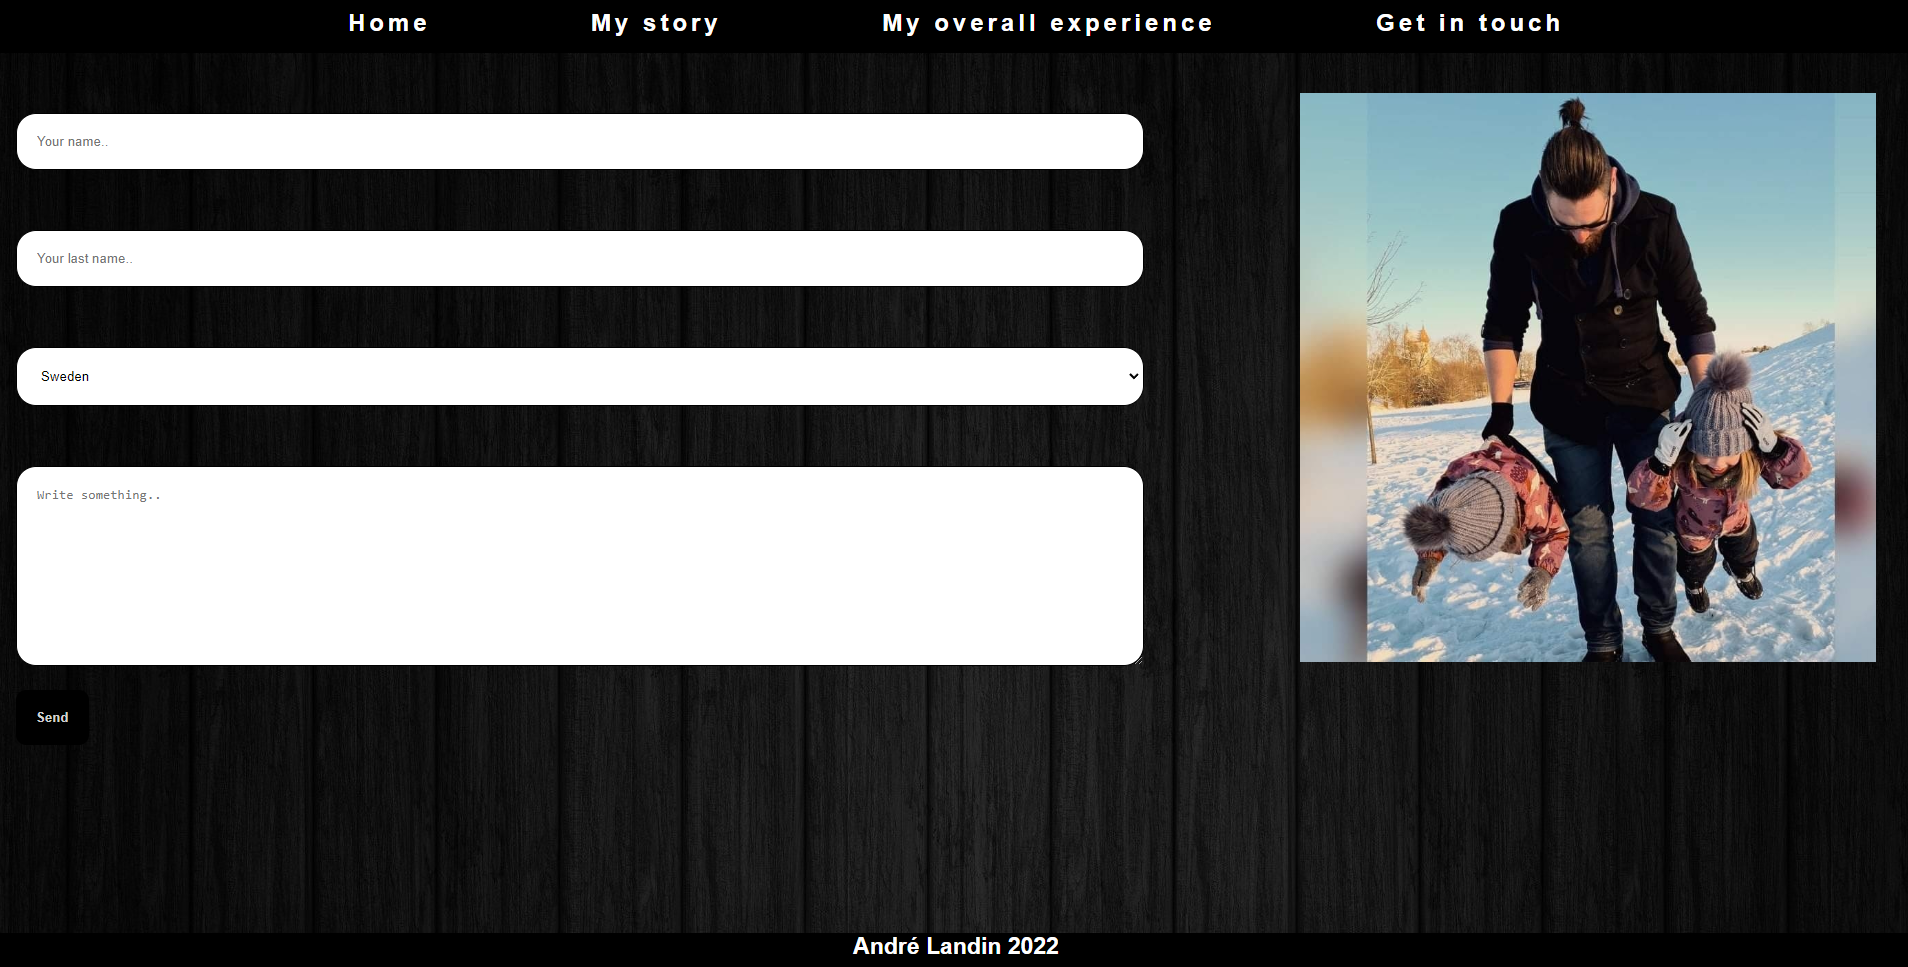 Home My story My overall experience Get in touch
Your name..
Your last name..
Sweden
Write something..
Send
André Landin 2022